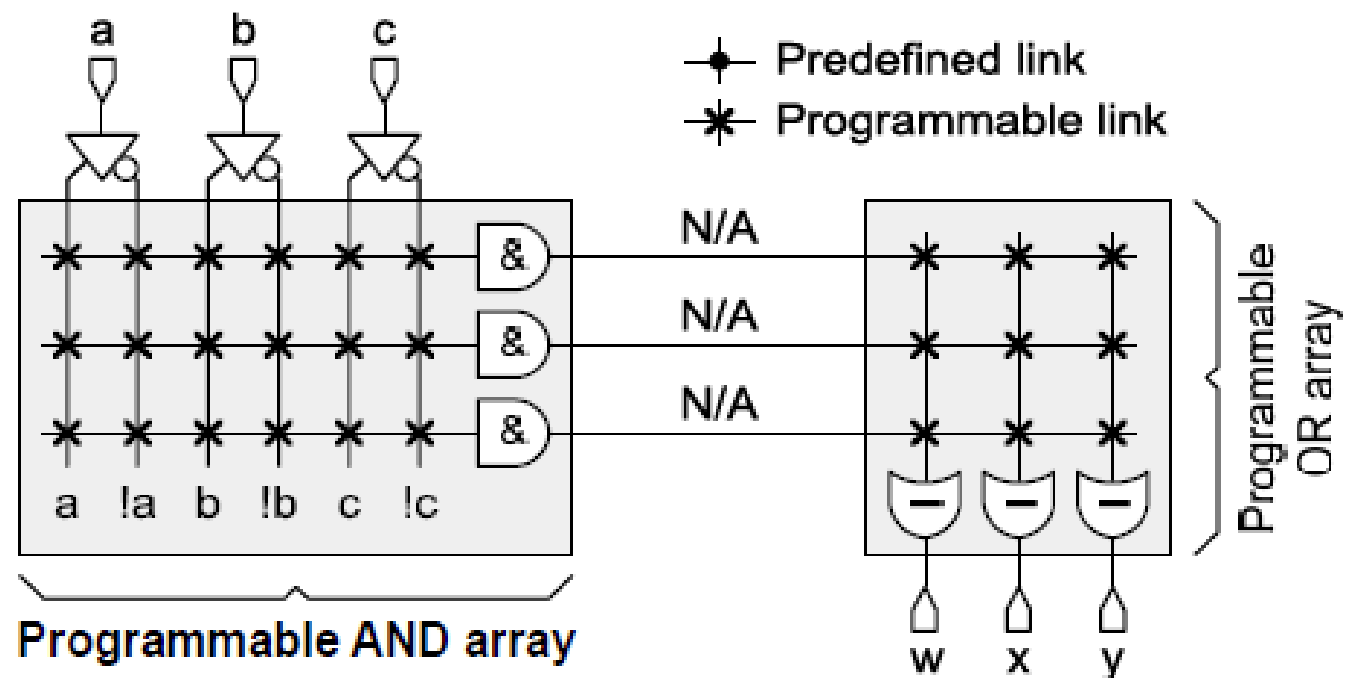 a b c
Predefined link
Programmable link
N/A
&
N/A
&
N/A
&
a !a b !b c !c
Programmable
OR array
Programmable AND array
w x y